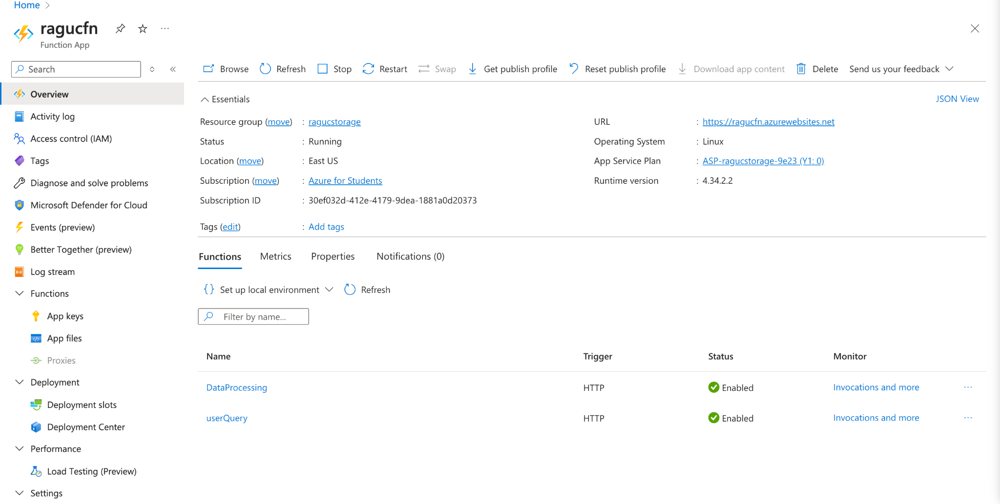 Home
ragucfn
Function App
Search
Browse Refresh Stop Restart Swap Get publish profile Reset publish profile Download app content Delete Send us your feedback
Overview
Activity log
Access control (IAM)
Tags
Diagnose and solve problems
Microsoft Defender for Cloud
Events (preview)
Better Together (preview)
Log stream
Functions
App keys
App files
Proxies
Deployment
Deployment slots
Deployment Center
Performance
Load Testing (Preview)
Settings
Essentials
JSON View
Resource group (move) : ragucstorage
Status : Running
Location (move) : East US
Subscription (move) : Azure for Students
Subscription ID : 30ef032d-412e-4179-9dea-1881a0d20373
Tags (edit) : Add tags
URL : https://ragucfn.azurewebsites.net
Operating System : Linux
App Service Plan : ASP-ragucstorage-9e23 (Y1: 0)
Runtime version : 4.34.2.2
Functions Metrics Properties Notifications (0)
Set up local environment Refresh
Filter by name...
Name Trigger Status Monitor
DataProcessing HTTP Enabled Invocations and more
userQuery HTTP Enabled Invocations and more